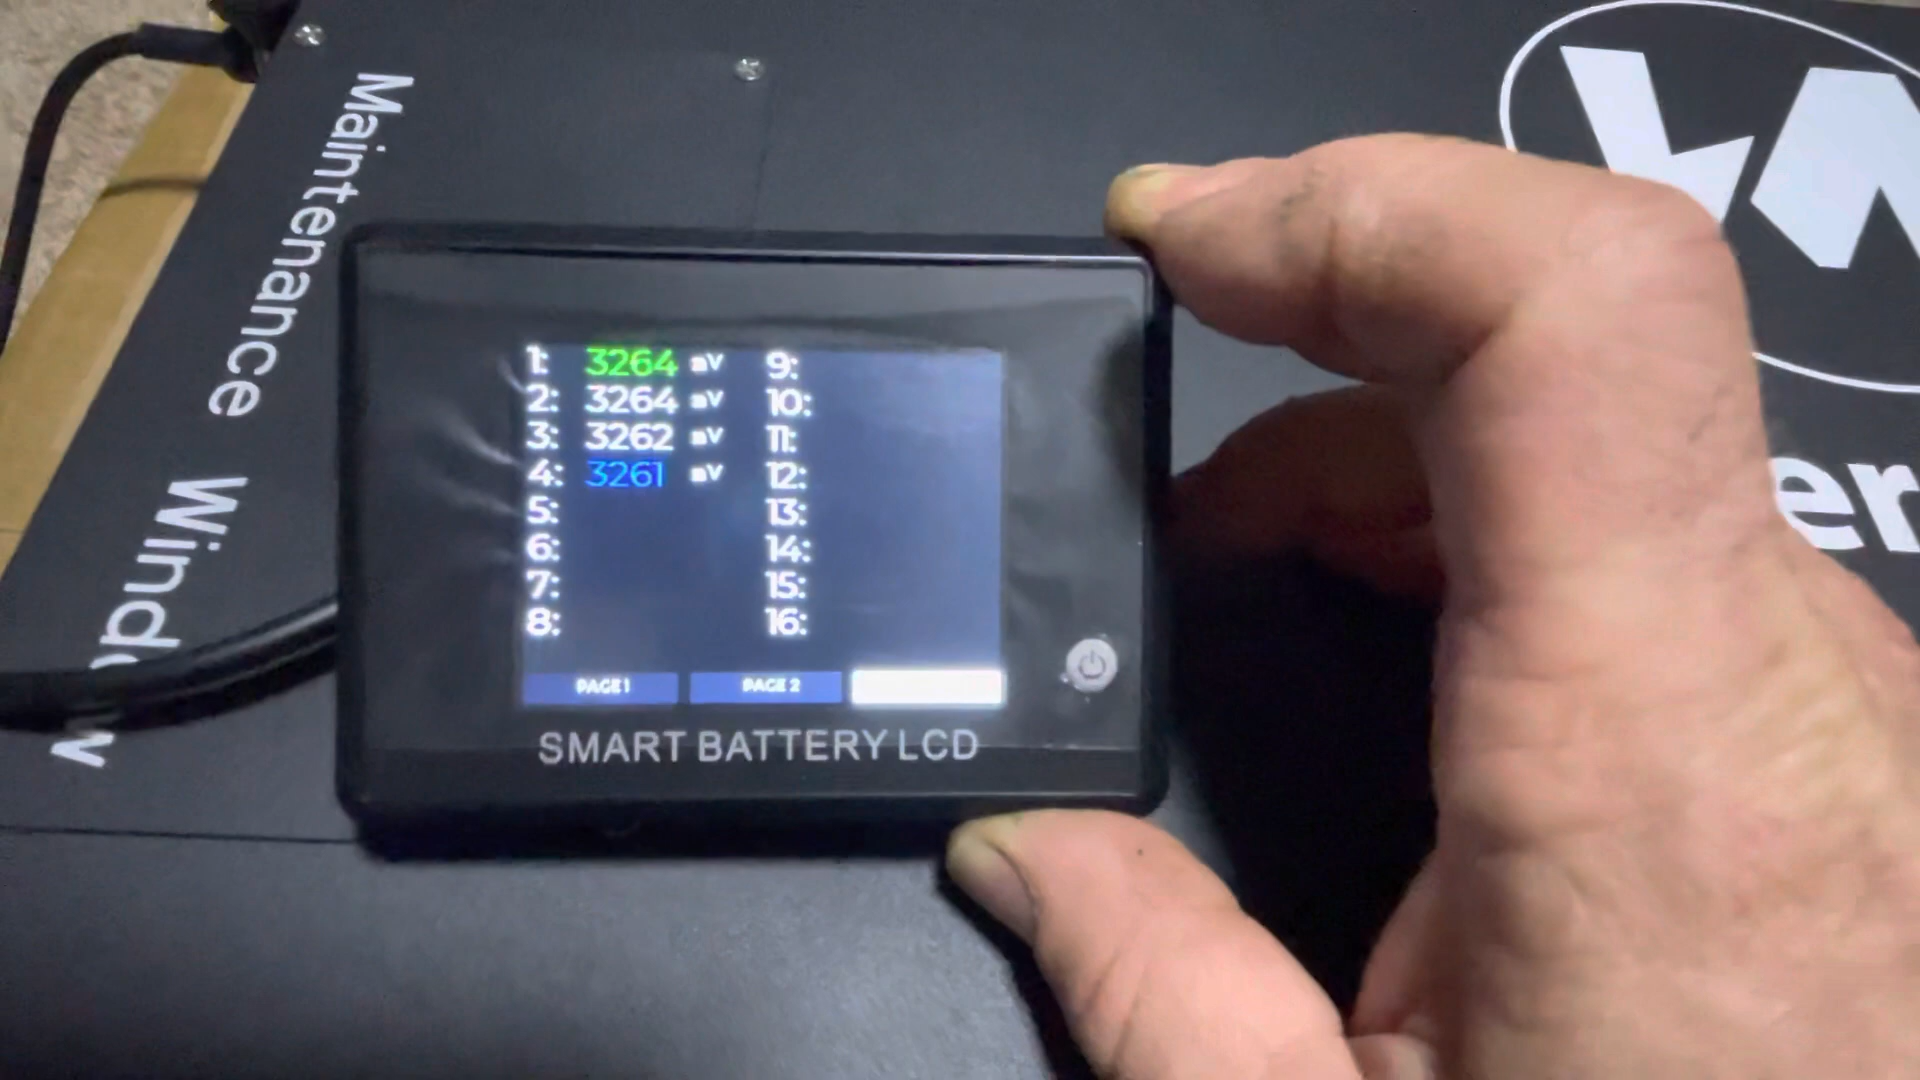 Maintenance Window
1: 3264 mV 9:
2: 3264 mV 10:
3: 3262 mV 11:
4: 3261 mV 12:
5: 13:
6: 14:
7: 15:
8: 16:
PAGE 1 PAGE 2
SMART BATTERY LCD